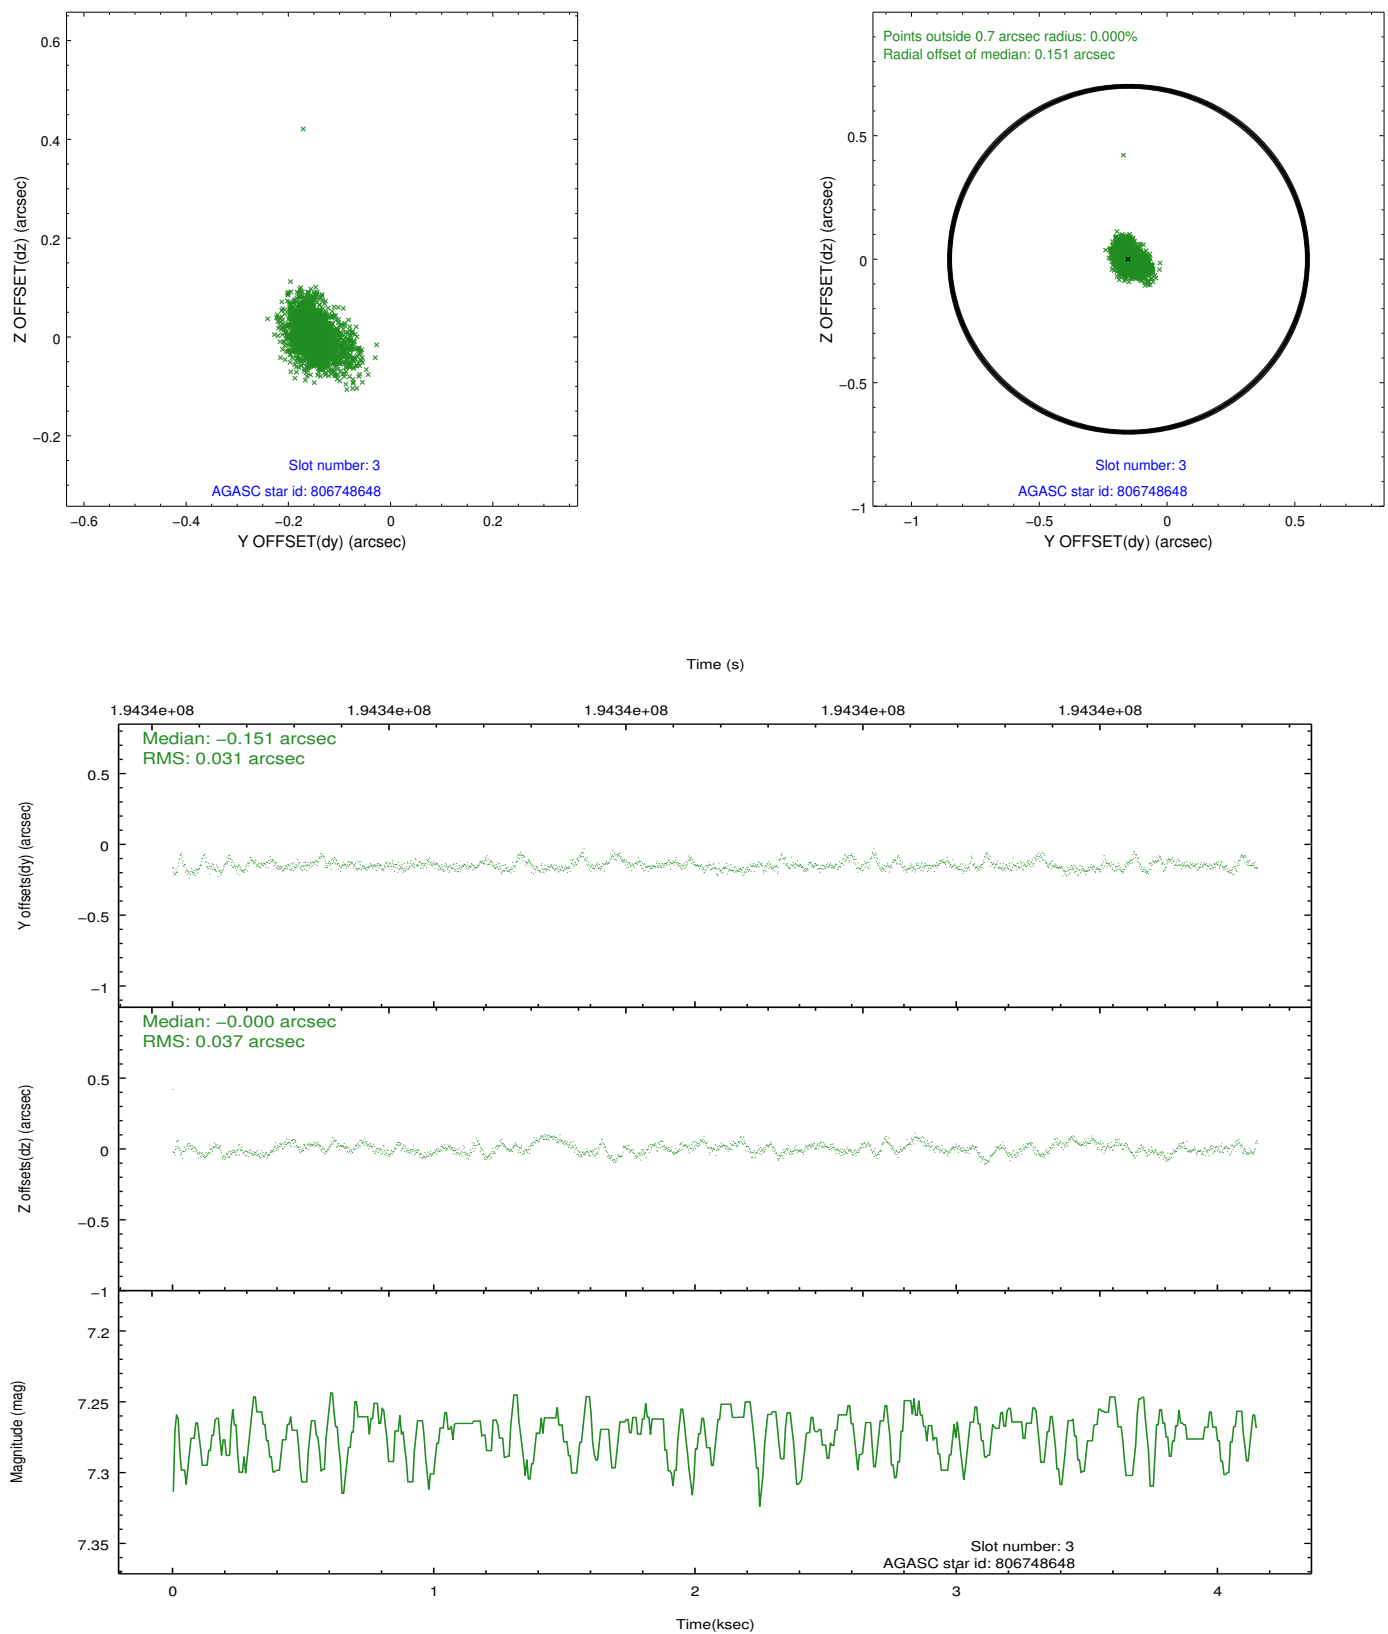 0.6
0.4
0.2
0
−0.2
Z OFFSET(dz) (arcsec)
Slot number: 3
AGASC star id: 806748648
−0.6
−0.4
−0.2
0
0.2
Y OFFSET(dy) (arcsec)
Points outside 0.7 arcsec radius: 0.000%
Radial offset of median: 0.151 arcsec
0.5
0
−0.5
−1
Z OFFSET(dz) (arcsec)
Slot number: 3
AGASC star id: 806748648
−1
−0.5
0
0.5
Y OFFSET(dy) (arcsec)
Time (s)
1.9434e+08
1.9434e+08
1.9434e+08
1.9434e+08
1.9434e+08
Median: −0.151 arcsec
RMS: 0.031 arcsec
0.5
0
−0.5
−1
Y offsets(dy) (arcsec)
Median: −0.000 arcsec
RMS: 0.037 arcsec
0.5
0
−0.5
−1
Z offsets(dz) (arcsec)
7.2
7.25
7.3
7.35
Magnitude (mag)
Slot number: 3
AGASC star id: 806748648
0
1
2
3
4
Time(ksec)